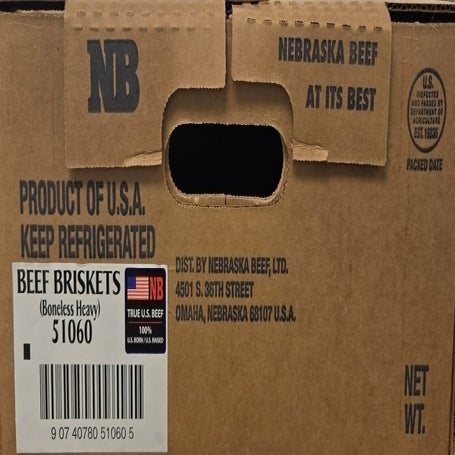 NB
NEBRASKA BEEF
AT ITS BEST
U.S.
INSPECTED
AND PASSED BY
DEPARTMENT OF
AGRICULTURE
EST. 19336
PACKED DATE
PRODUCT OF U.S.A.
KEEP REFRIGERATED
DIST. BY NEBRASKA BEEF, LTD.
4501 S. 36TH STREET
OMAHA, NEBRASKA 68107 U.S.A.
BEEF BRISKETS
(Boneless Heavy)
51060
NB
TRUE U.S. BEEF
100%
U.S. BORN / U.S. RAISED
9 07 40780 51060 5
NET
WT.